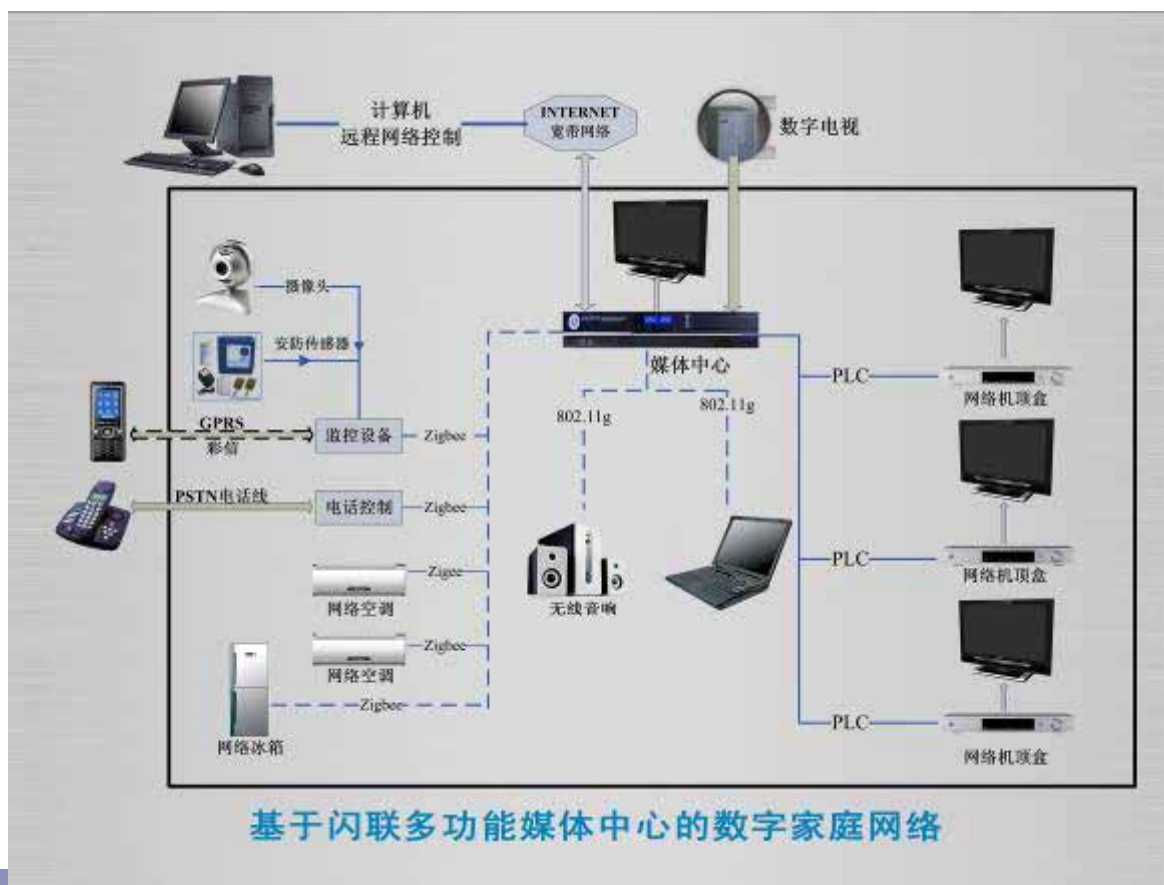 计算机
远程网络控制
INTERNET
宽带网络
数字电视
摄像头
安防传感器
媒体中心
PLC
网络机顶盒
802.11g
802.11g
GPRS
彩信
监控设备
Zigbee
PSTN电话线
电话控制
Zigbee
PLC
网络机顶盒
Zigee
网络空调
无线音响
Zigbee
网络空调
Zigbee
网络冰箱
PLC
网络机顶盒
基于闪联多功能媒体中心的数字家庭网络